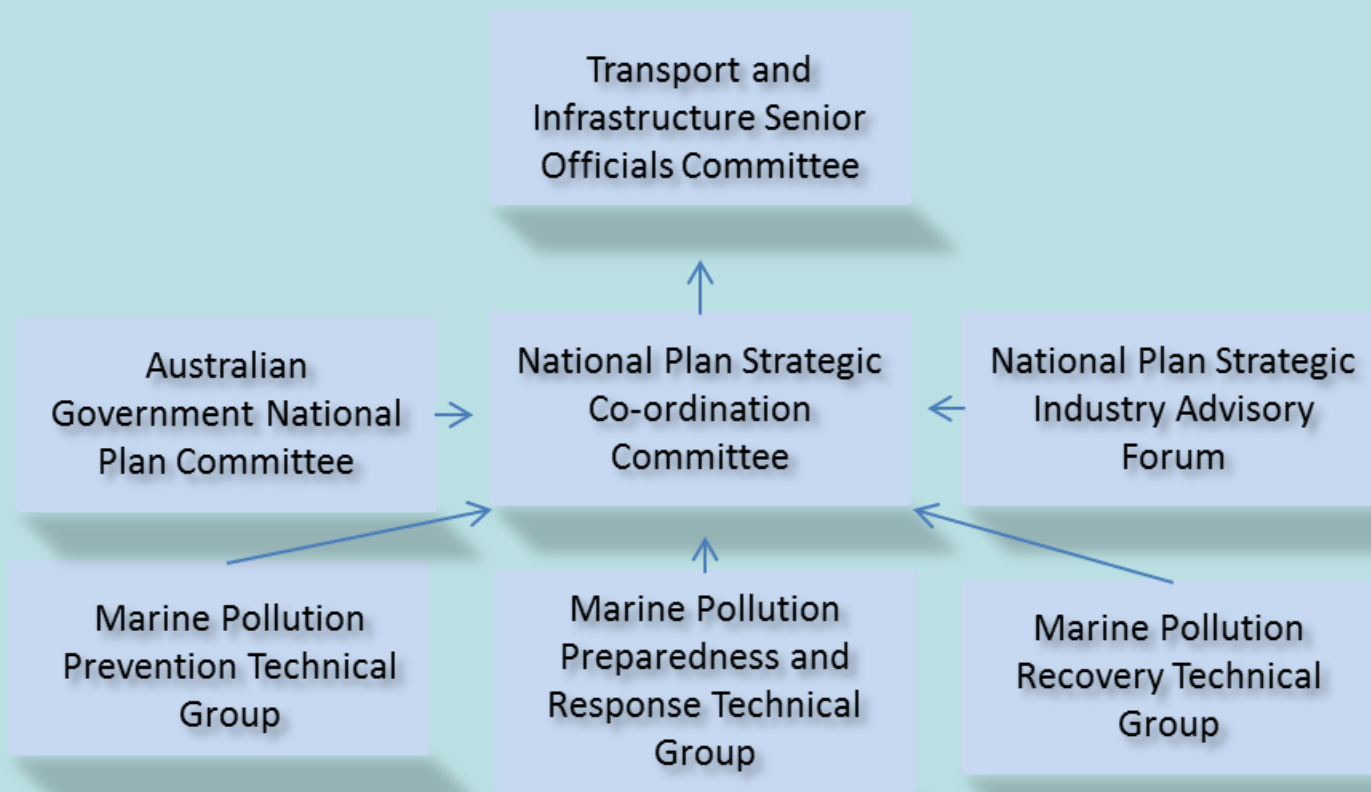 Transport and
Infrastructure Senior
Officials Committee
Australian
Government National
Plan Committee
National Plan Strategic
Co-ordination
Committee
National Plan Strategic
Industry Advisory
Forum
Marine Pollution
Prevention Technical
Group
Marine Pollution
Preparedness and
Response Technical
Group
Marine Pollution
Recovery Technical
Group